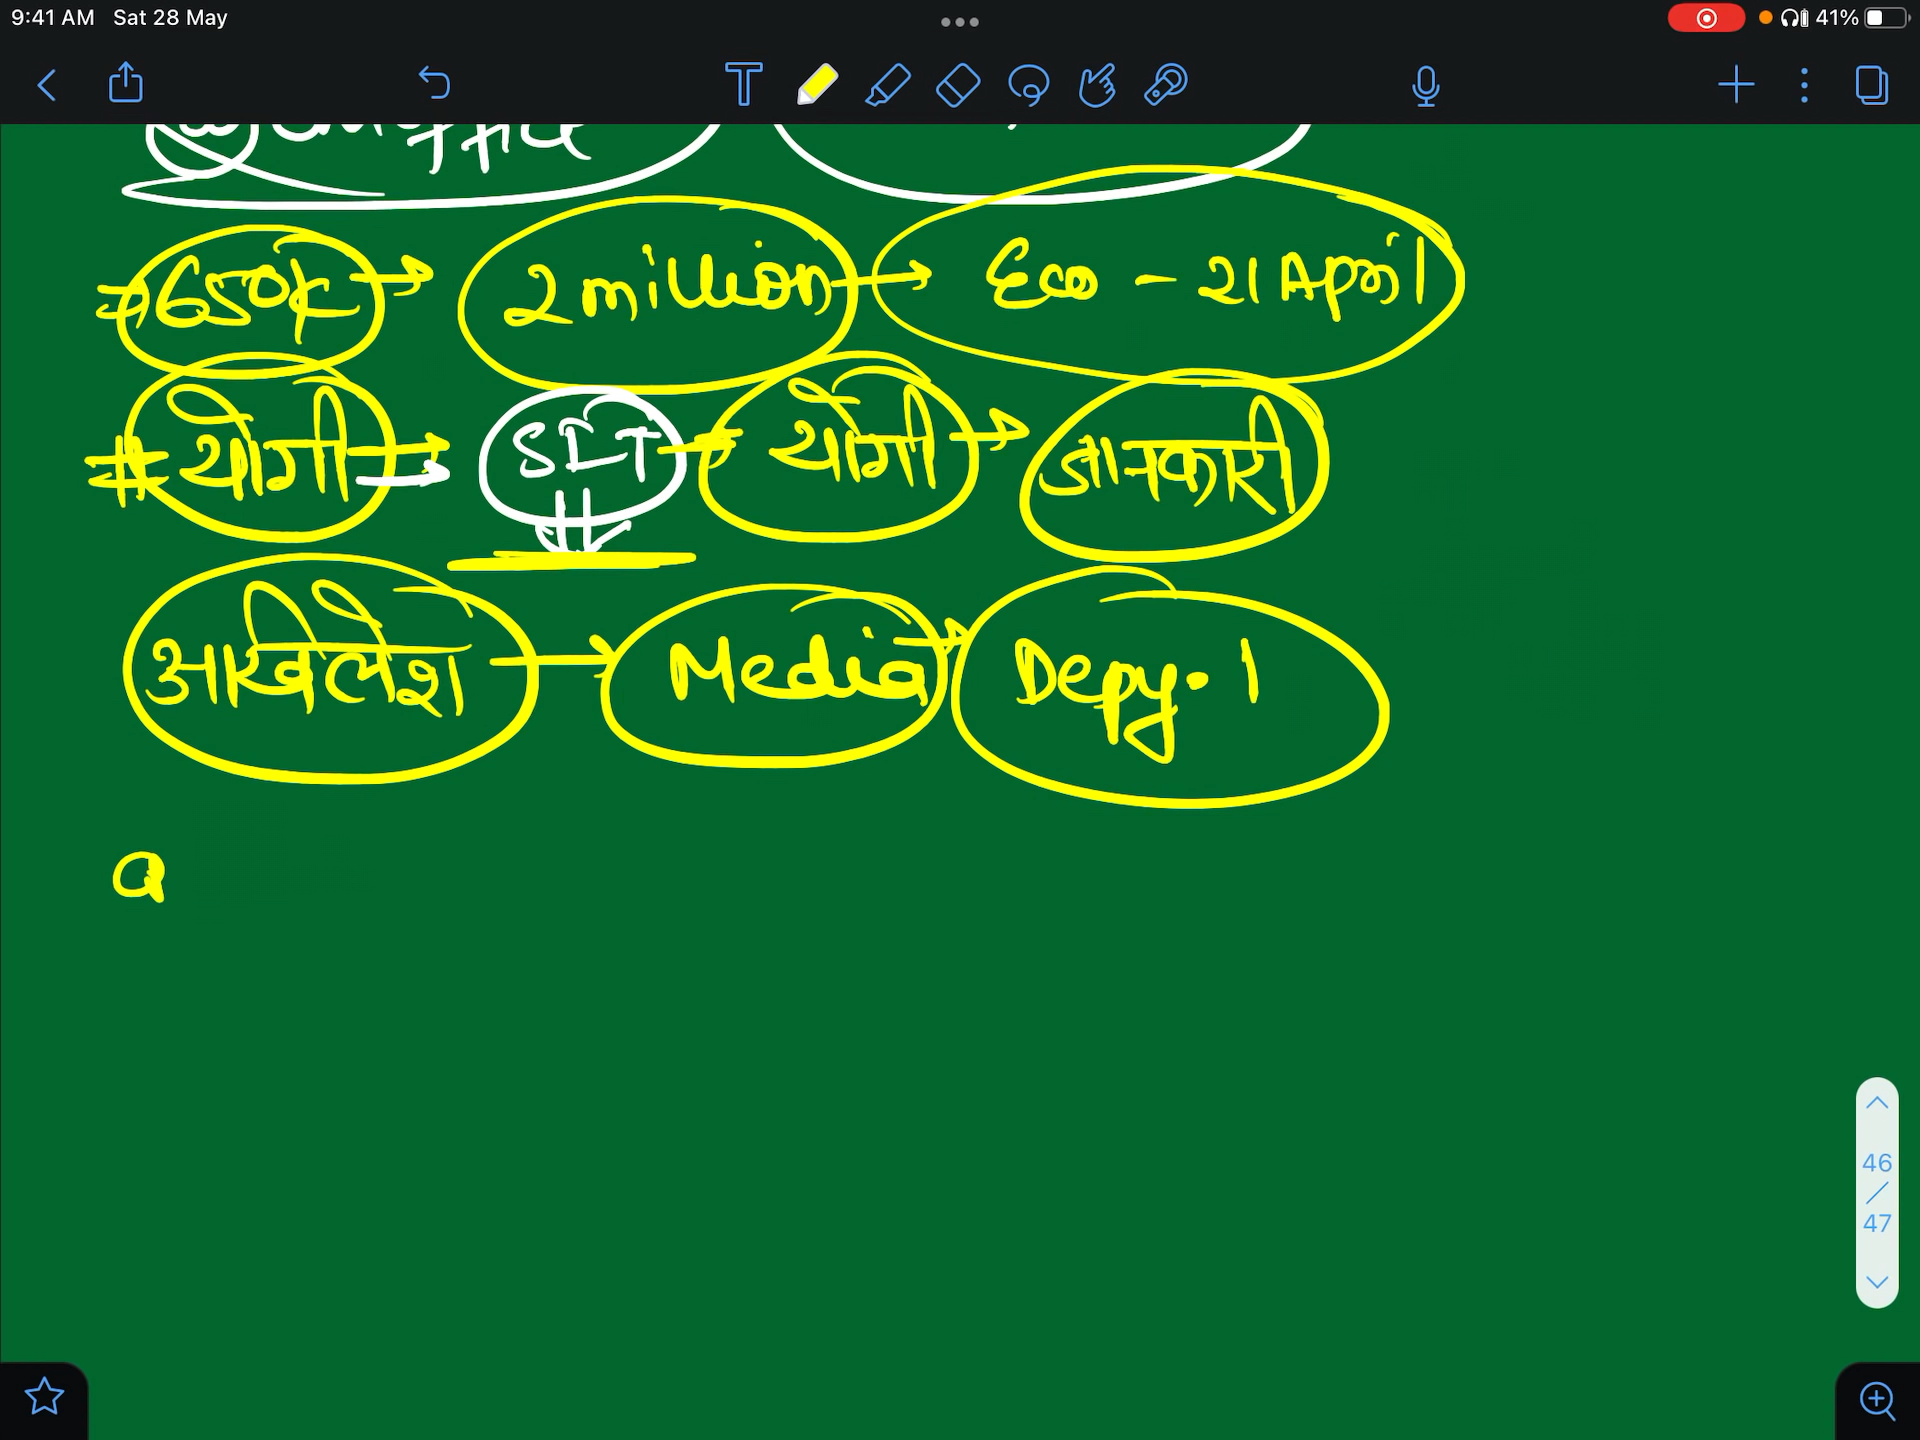 9:41 AM Sat 28 May 41%
650K → 2 million → Eco - 21 April
# योगी → SIT → योगी → जानकारी
अखिलेश → Media → Depy. 1
a
46
/
47